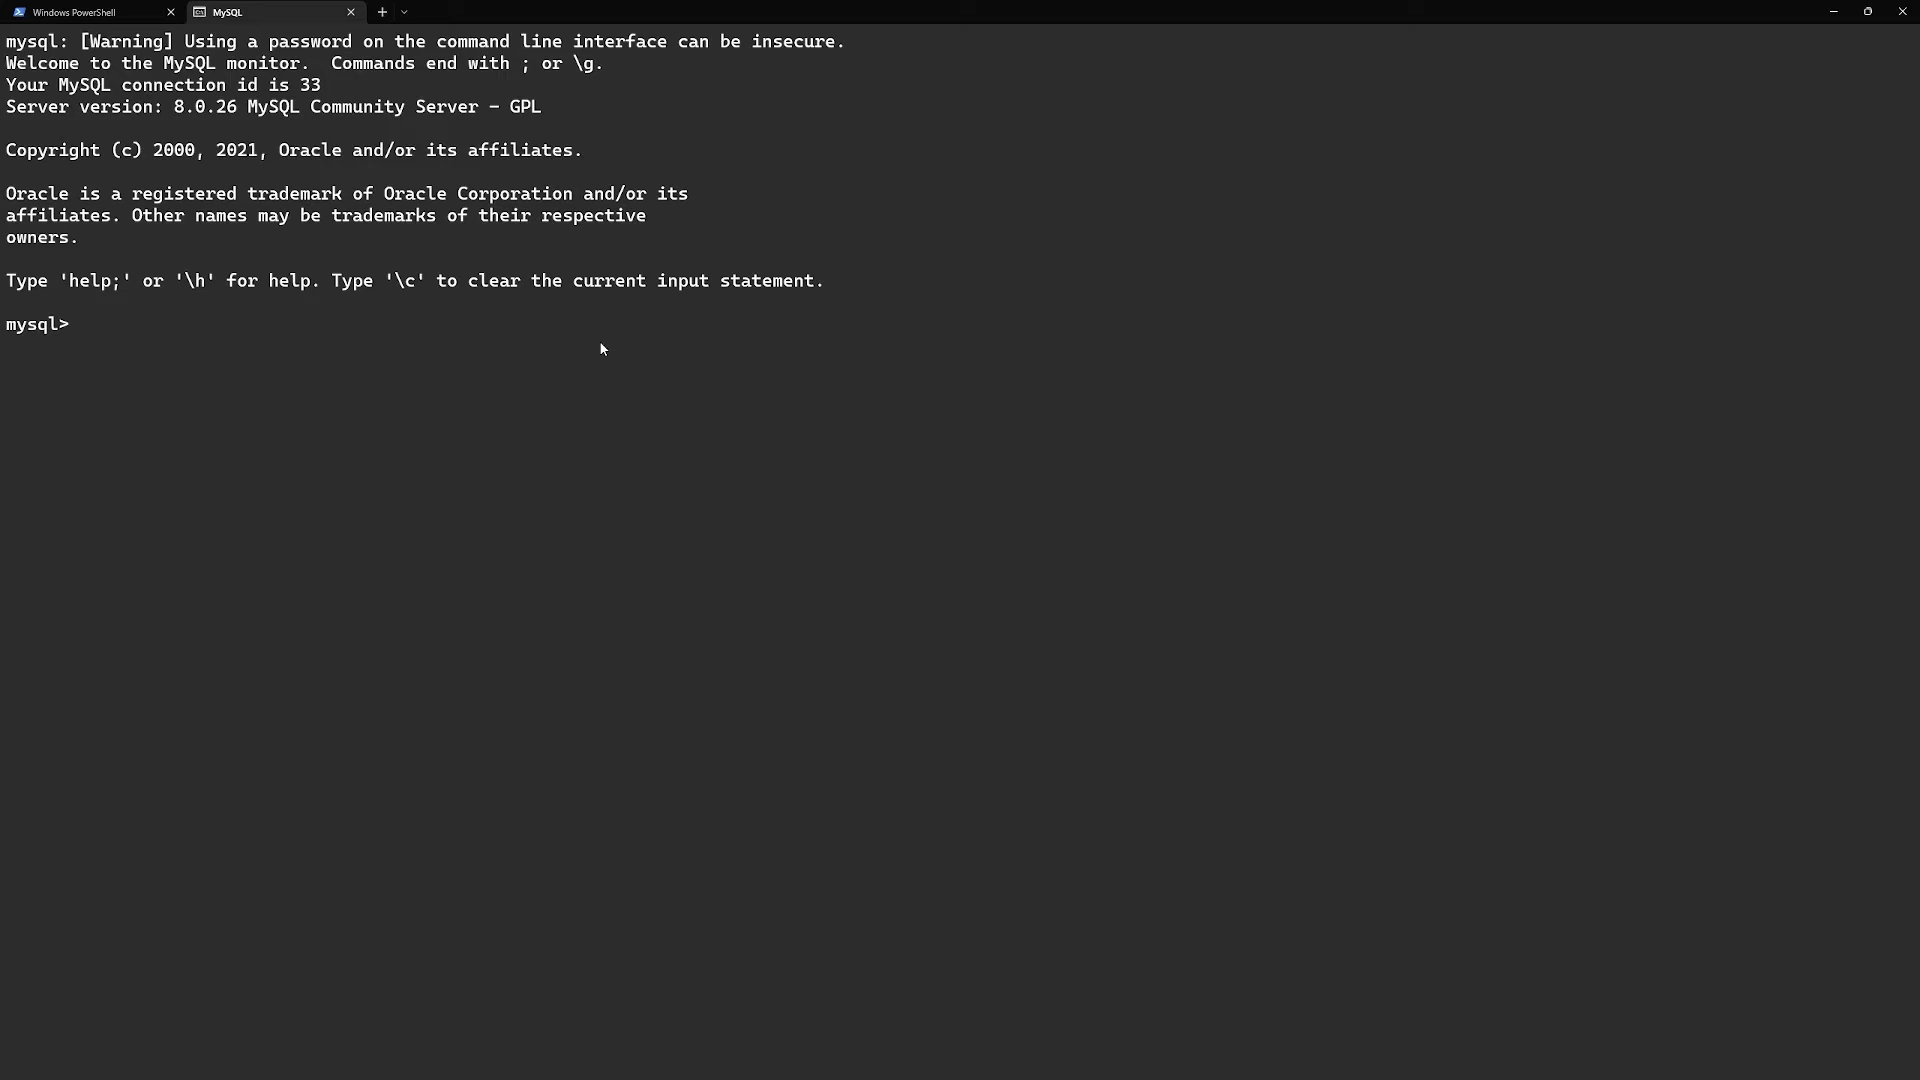 Windows PowerShell
MySQL
mysql: [Warning] Using a password on the command line interface can be insecure.
Welcome to the MySQL monitor.  Commands end with ; or \g.
Your MySQL connection id is 33
Server version: 8.0.26 MySQL Community Server - GPL
Copyright (c) 2000, 2021, Oracle and/or its affiliates.
Oracle is a registered trademark of Oracle Corporation and/or its
affiliates. Other names may be trademarks of their respective
owners.
Type 'help;' or '\h' for help. Type '\c' to clear the current input statement.
mysql>